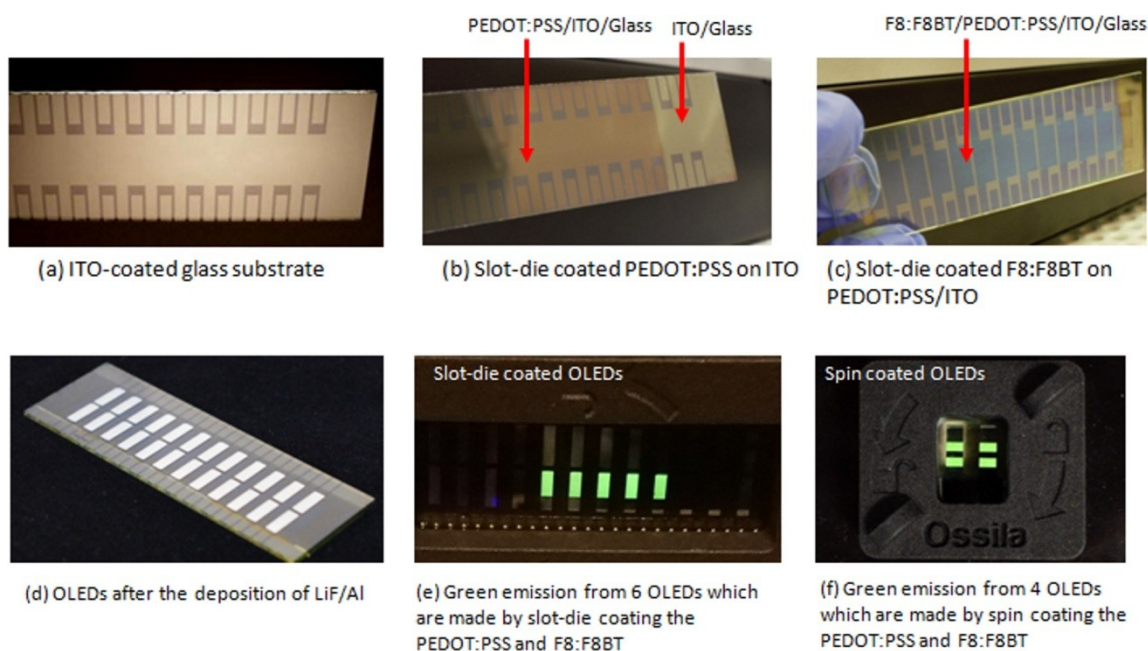 PEDOT:PSS/ITO/Glass
ITO/Glass
F8:F8BT/PEDOT:PSS/ITO/Glass
(a) ITO-coated glass substrate
(b) Slot-die coated PEDOT:PSS on ITO
(c) Slot-die coated F8:F8BT on
PEDOT:PSS/ITO
Slot-die coated OLEDs
Spin coated OLEDs
Ossila
(d) OLEDs after the deposition of LiF/Al
(e) Green emission from 6 OLEDs which
are made by slot-die coating the
PEDOT:PSS and F8:F8BT
(f) Green emission from 4 OLEDs
which are made by spin coating the
PEDOT:PSS and F8:F8BT